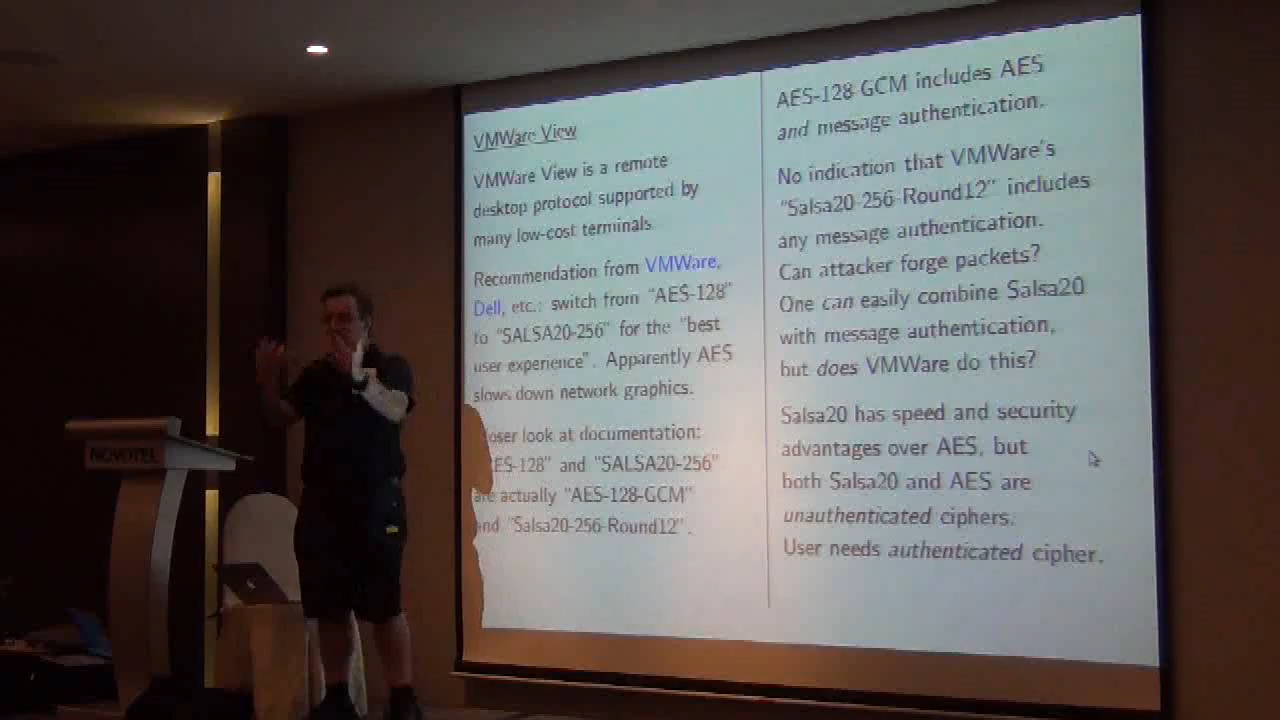 NOVOTEL
VMWare View
VMWare View is a remote
desktop protocol supported by
many low-cost terminals.
Recommendation from VMWare,
Dell, etc.: switch from "AES-128"
to "SALSA20-256" for the "best
user experience". Apparently AES
slows down network graphics.
oser look at documentation:
ES-128" and "SALSA20-256"
are actually "AES-128-GCM"
and "Salsa20-256-Round12".
AES-128-GCM includes AES
and message authentication.
No indication that VMWare's
"Salsa20-256-Round12" includes
any message authentication.
Can attacker forge packets?
One can easily combine Salsa20
with message authentication,
but does VMWare do this?
Salsa20 has speed and security
advantages over AES, but
both Salsa20 and AES are
unauthenticated ciphers.
User needs authenticated cipher.